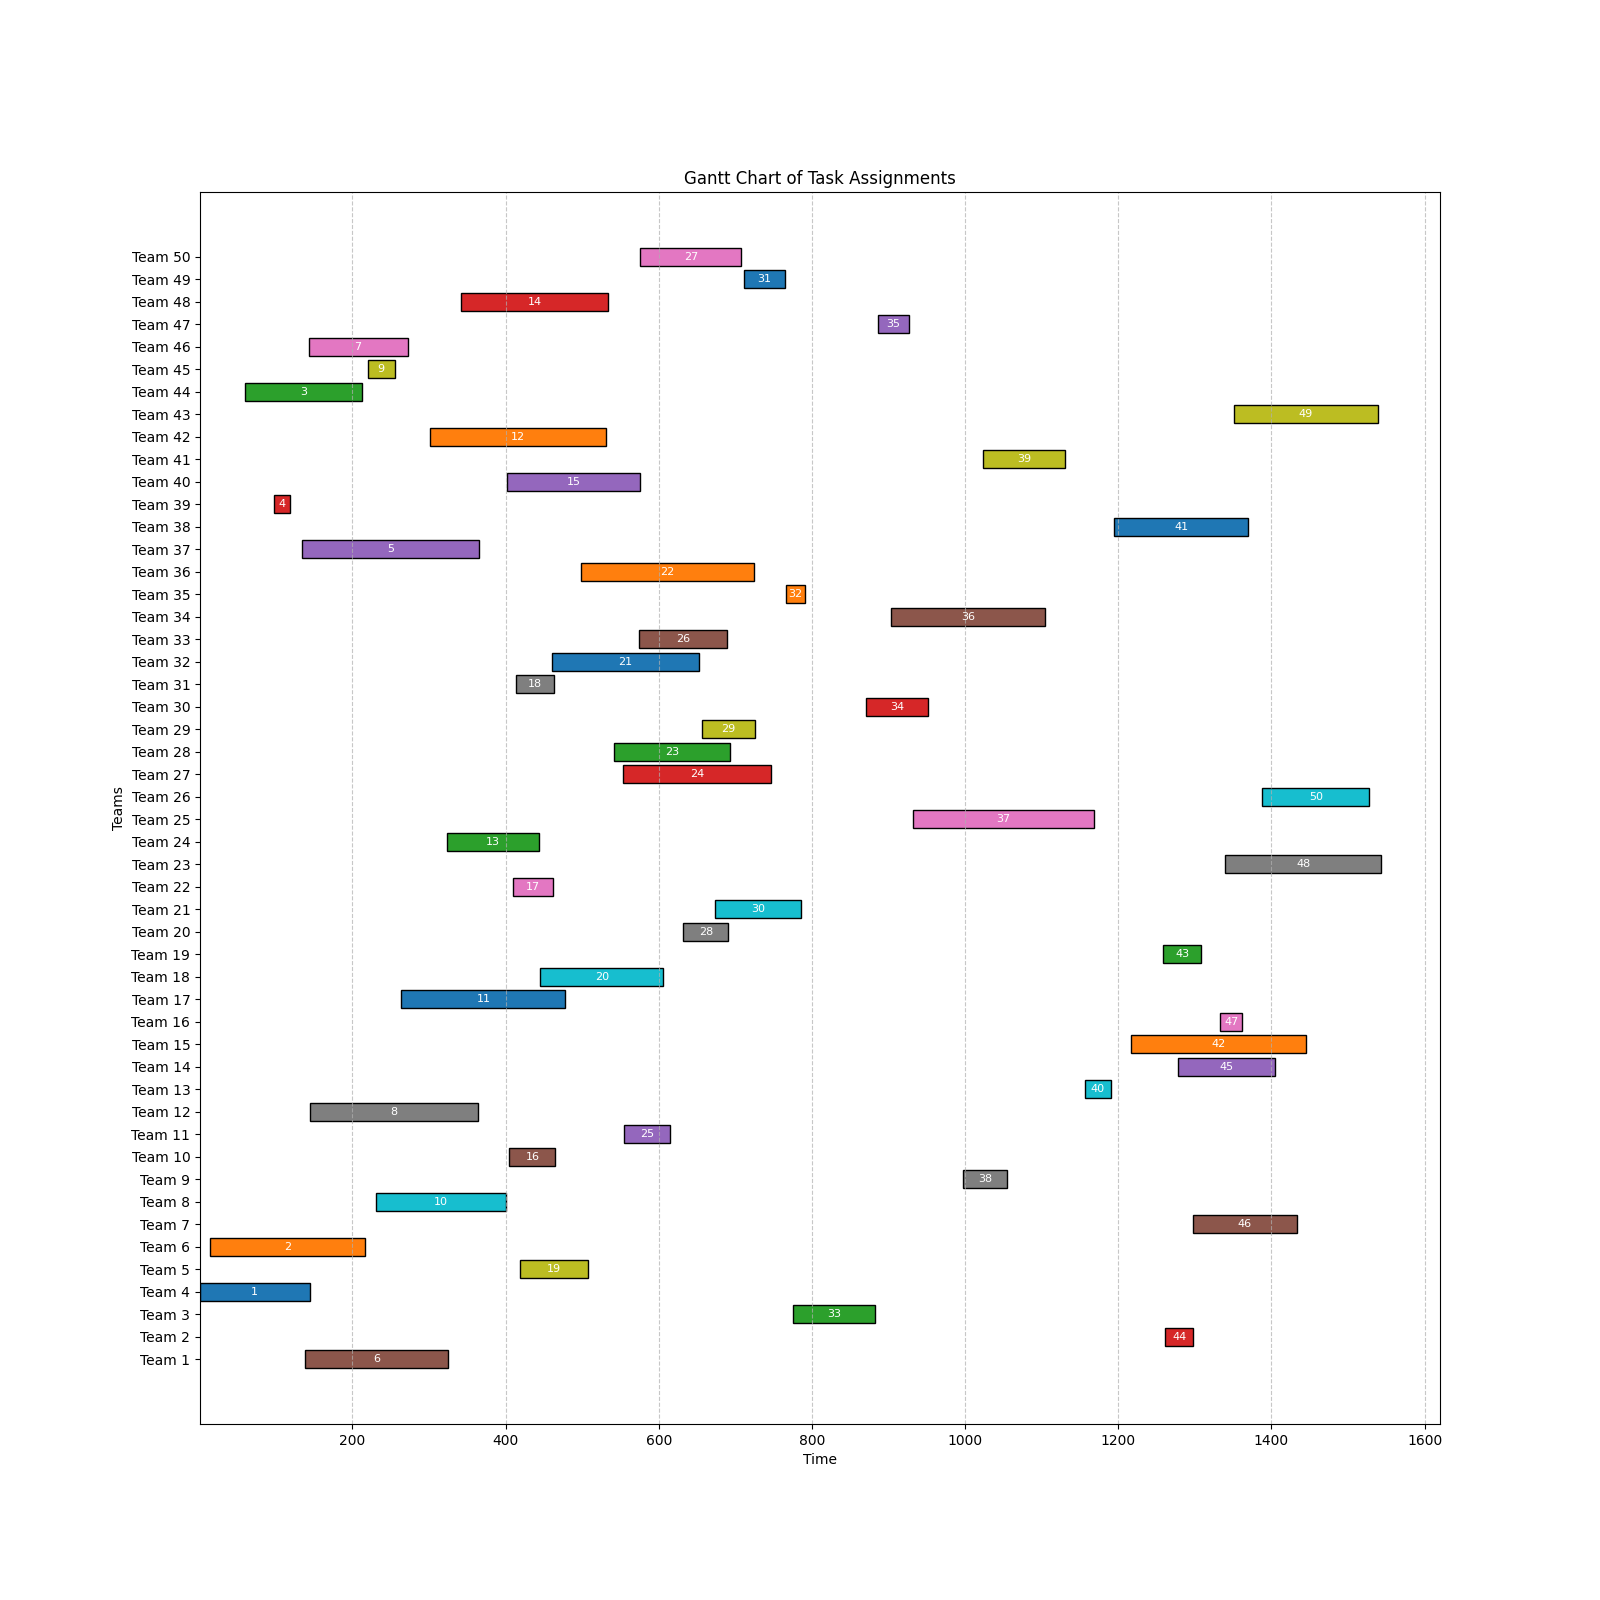 Gantt Chart of Task Assignments
Team 50 27
Team 49 31
Team 48 14
Team 47 35
Team 46 7
Team 45 9
Team 44 3
Team 43 49
Team 42 12
Team 41 39
Team 40 15
Team 39 4
Team 38 41
Team 37 5
Team 36 22
Team 35 32
Team 34 36
Team 33 26
Team 32 21
Team 31 18
Team 30 34
Team 29 29
Team 28 23
Team 27 24
Team 26 50
Team 25 37
Team 24 13
Team 23 48
Team 22 17
Team 21 30
Team 20 28
Team 19 43
Team 18 20
Team 17 11
Team 16 47
Team 15 42
Team 14 45
Team 13 40
Team 12 8
Team 11 25
Team 10 16
Team 9 38
Team 8 10
Team 7 46
Team 6 2
Team 5 19
Team 4 1
Team 3 33
Team 2 44
Team 1 6
Teams
200 400 600 800 1000 1200 1400 1600
Time